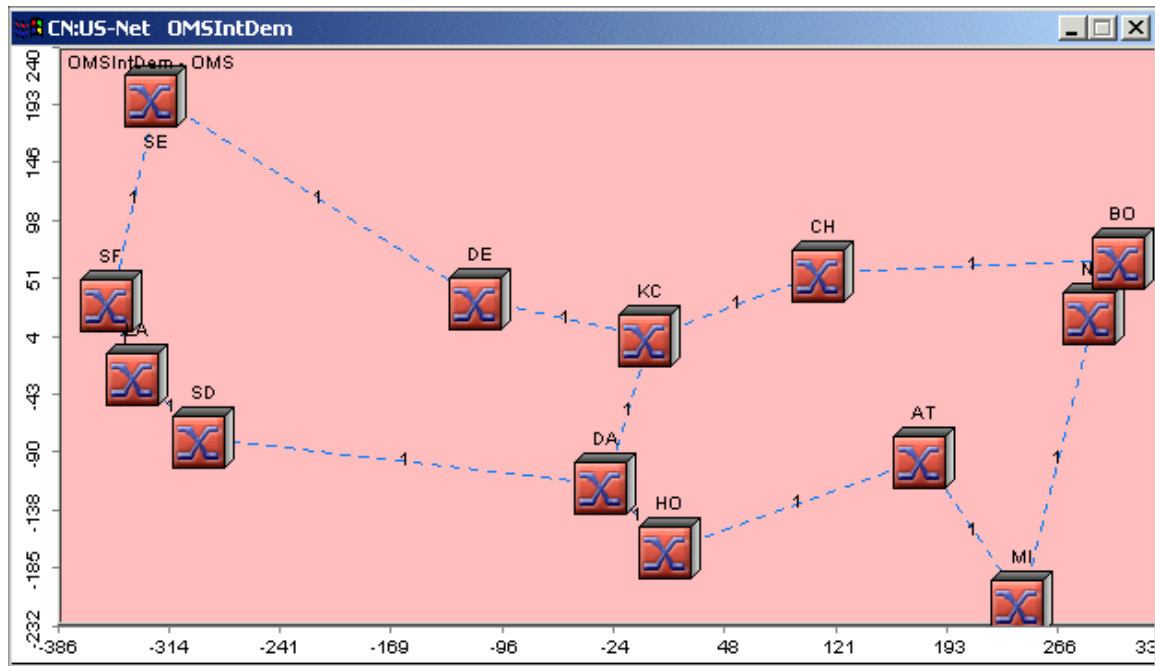 CN:US-Net OMSIntDem
OMSIntDem - OMS
240
193
146
98
51
4
-43
-90
-138
-185
-232
SE
1
1
SF
DE
KC
CH
BO
1
1
1
LA
1
SD
1
DA
1
HO
1
AT
1
MI
1
1
-386
-314
-241
-169
-96
-24
48
121
193
266